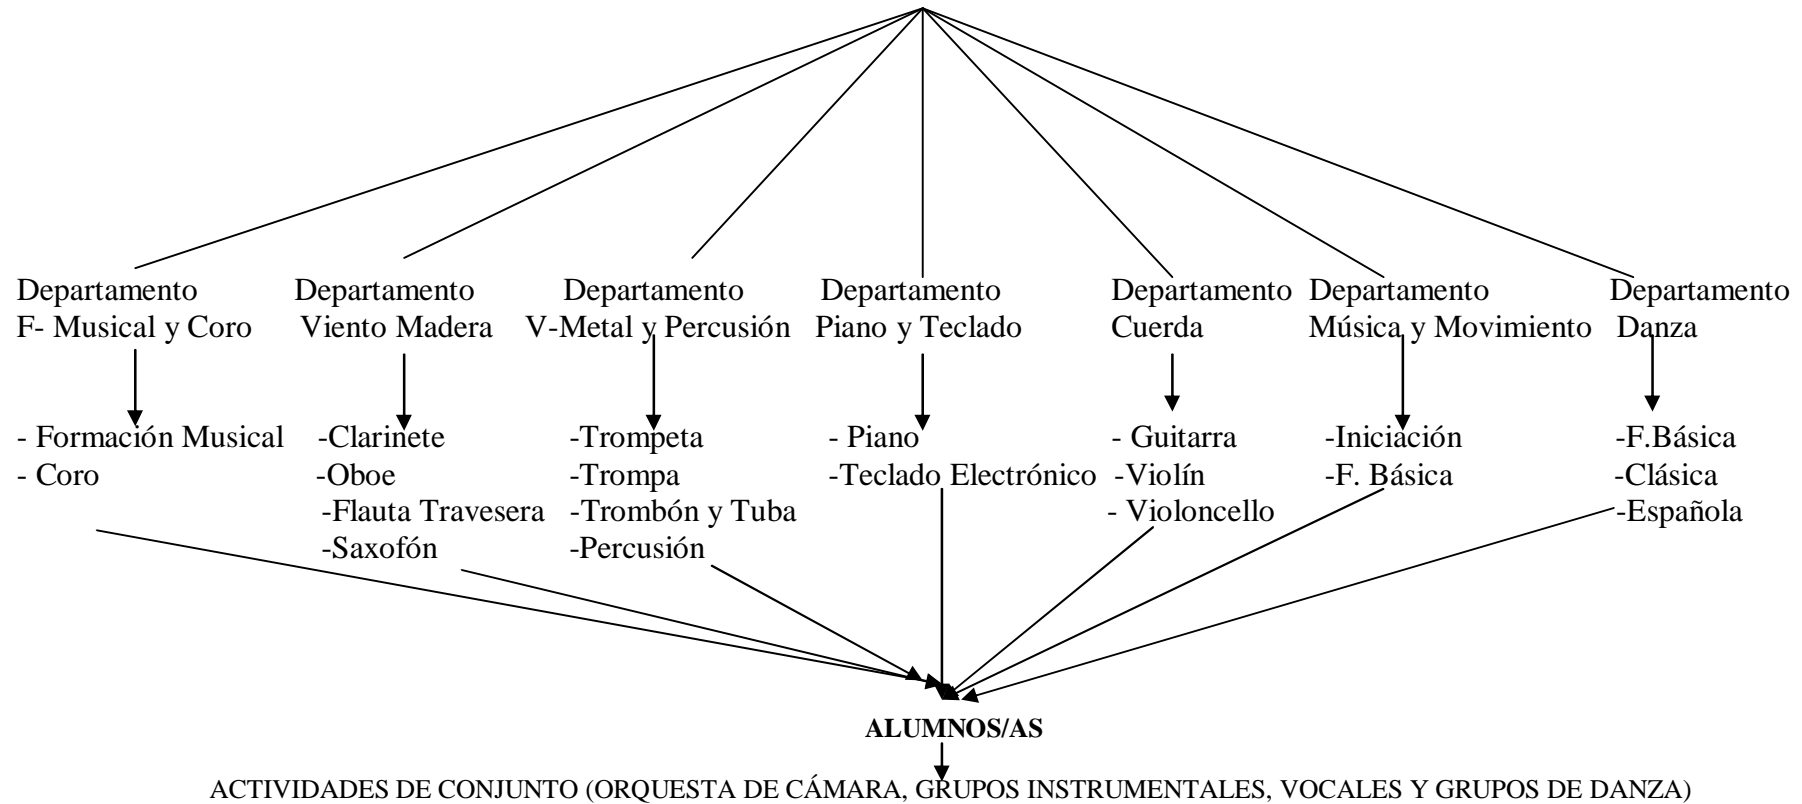 Departamento
F- Musical y Coro
Departamento
Viento Madera
Departamento
V-Metal y Percusión
Departamento
Piano y Teclado
Departamento
Cuerda
Departamento
Música y Movimiento
Departamento
Danza
- Formación Musical
- Coro
-Clarinete
-Oboe
-Flauta Travesera
-Saxofón
-Trompeta
-Trompa
-Trombón y Tuba
-Percusión
- Piano
-Teclado Electrónico
- Guitarra
-Violín
- Violoncello
-Iniciación
-F. Básica
-F.Básica
-Clásica
-Española
ALUMNOS/AS
ACTIVIDADES DE CONJUNTO (ORQUESTA DE CÁMARA, GRUPOS INSTRUMENTALES, VOCALES Y GRUPOS DE DANZA)